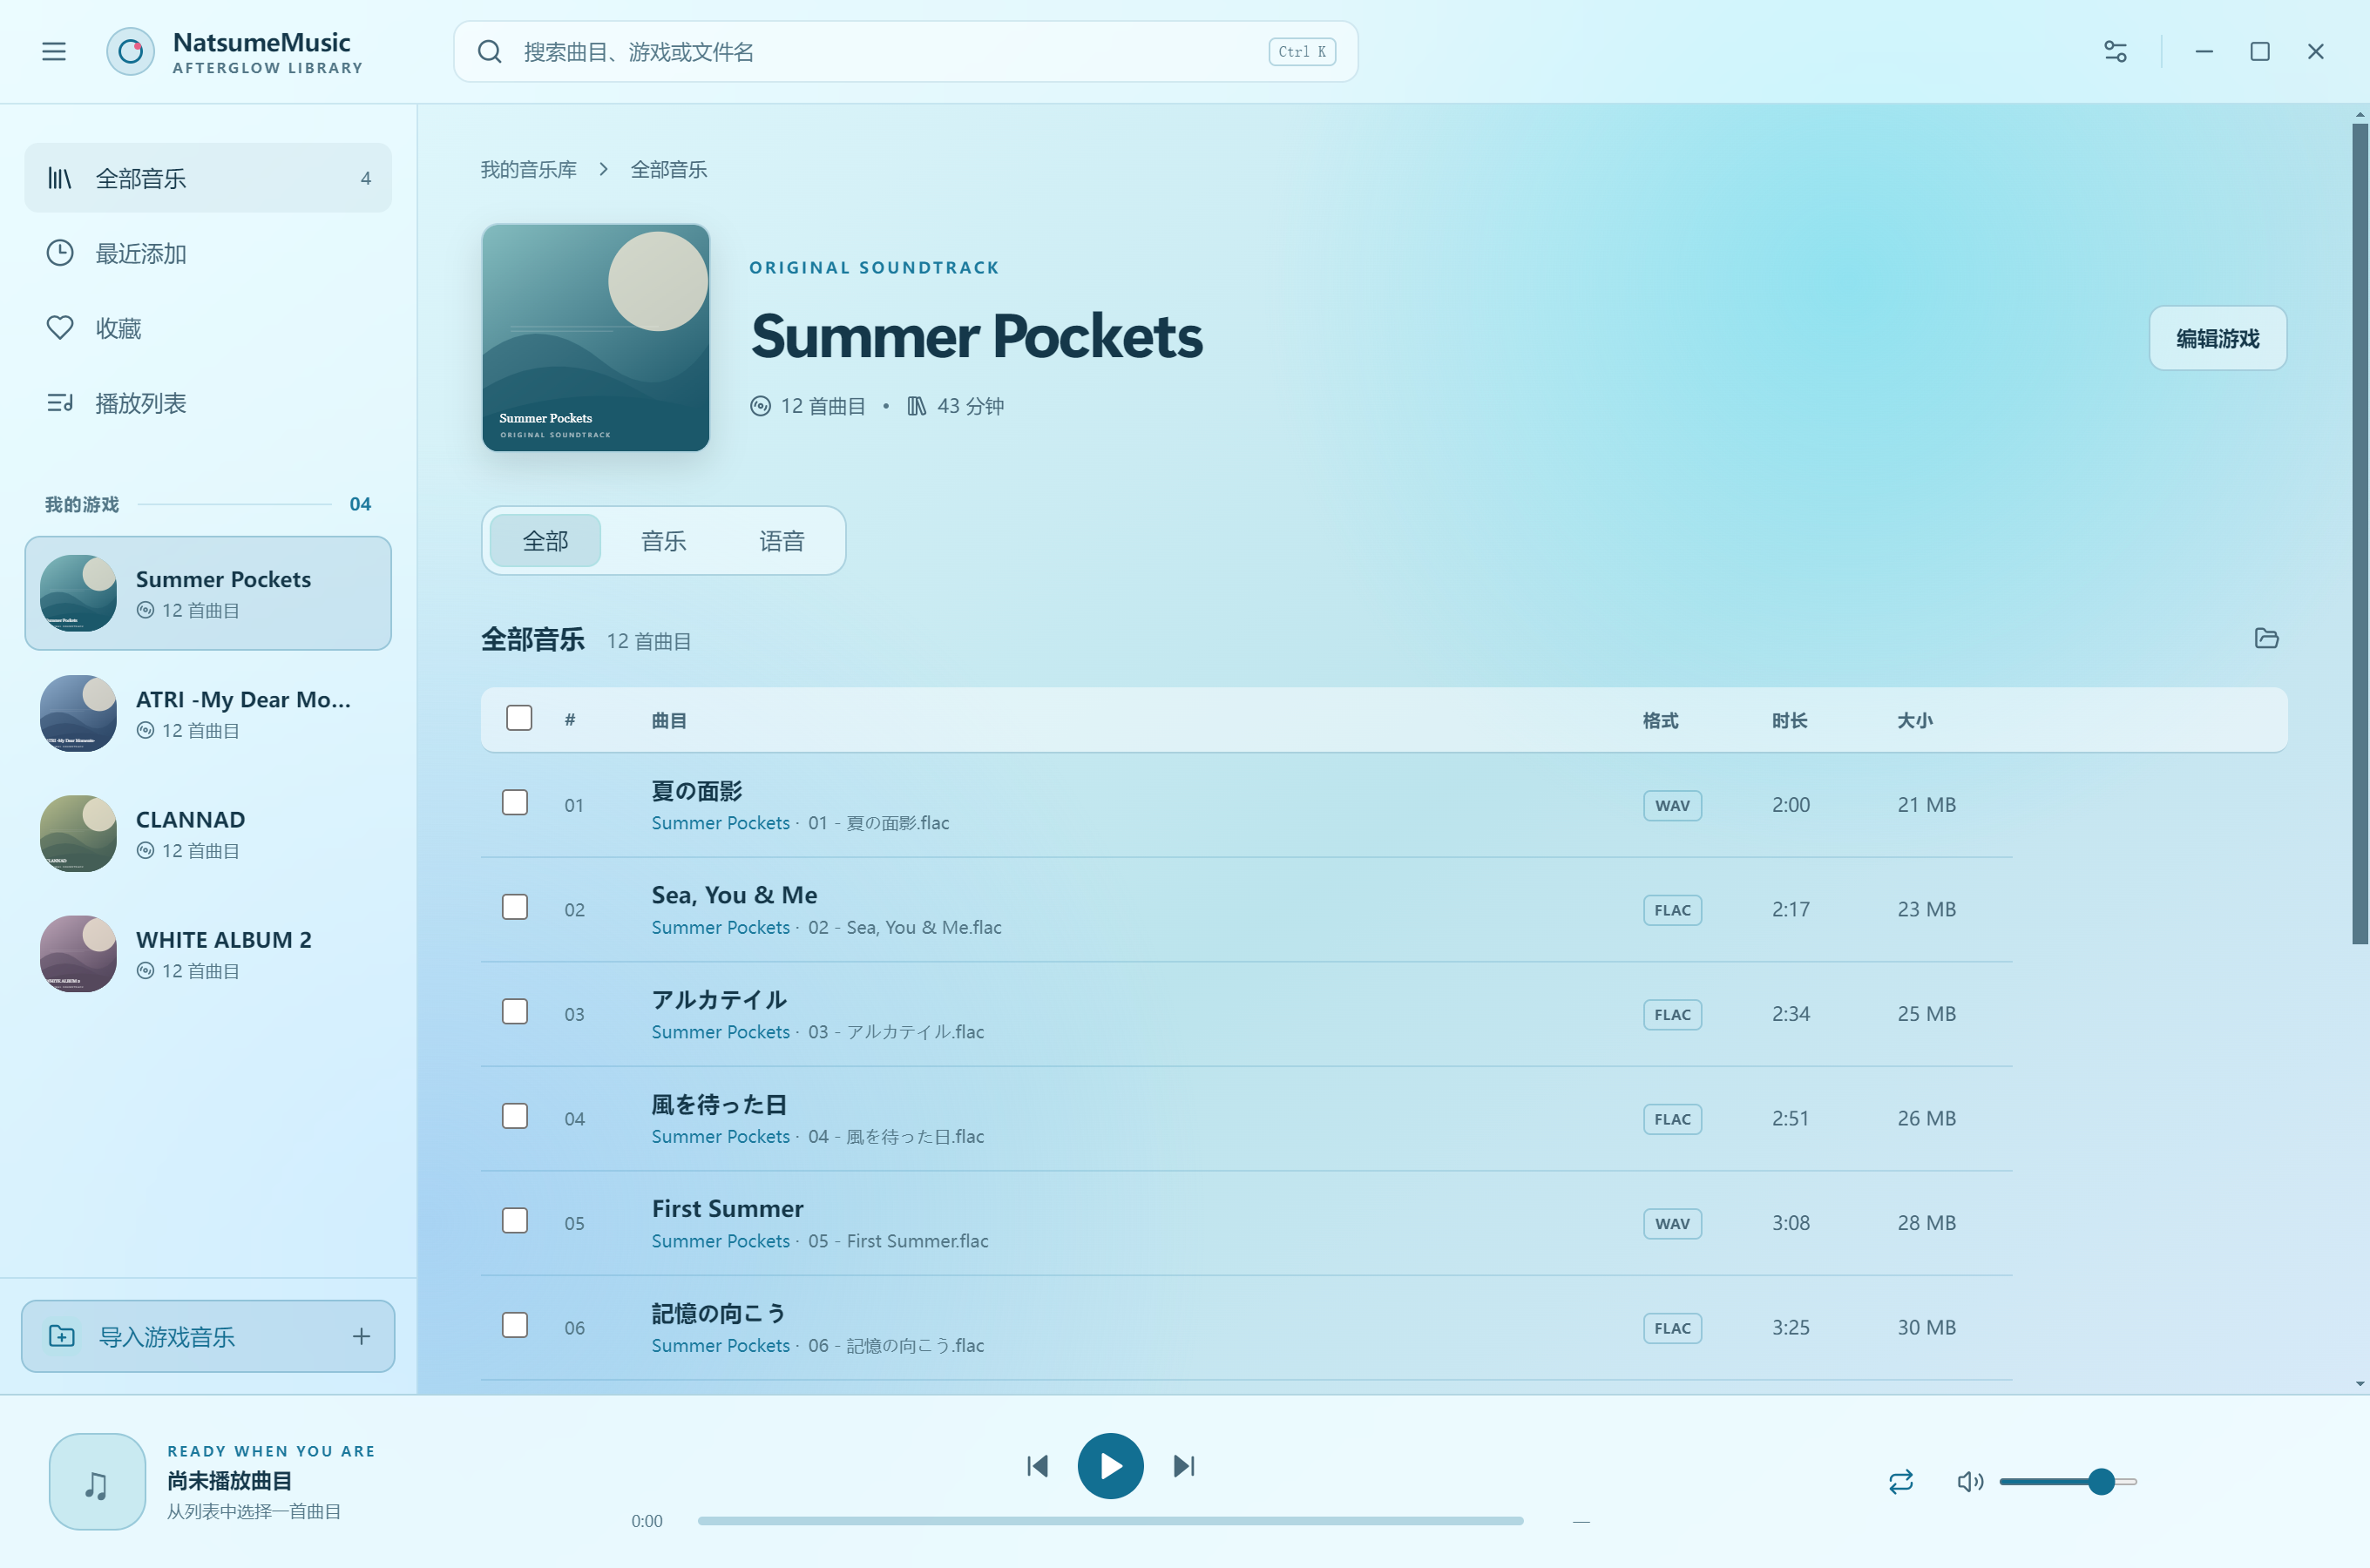 NatsumeMusic
AFTERGLOW LIBRARY
搜索曲目、游戏或文件名
Ctrl K
全部音乐
4
最近添加
收藏
播放列表
我的游戏
04
Summer Pockets
12 首曲目
ATRI -My Dear Mo...
12 首曲目
CLANNAD
12 首曲目
WHITE ALBUM 2
12 首曲目
导入游戏音乐
我的音乐库
全部音乐
Summer Pockets
ORIGINAL SOUNDTRACK
ORIGINAL SOUNDTRACK
Summer Pockets
12 首曲目 • 43 分钟
编辑游戏
全部
音乐
语音
全部音乐 12 首曲目
# 曲目 格式 时长 大小
01 夏の面影 WAV 2:00 21 MB
Summer Pockets · 01 - 夏の面影.flac
02 Sea, You & Me FLAC 2:17 23 MB
Summer Pockets · 02 - Sea, You & Me.flac
03 アルカテイル FLAC 2:34 25 MB
Summer Pockets · 03 - アルカテイル.flac
04 風を待った日 FLAC 2:51 26 MB
Summer Pockets · 04 - 風を待った日.flac
05 First Summer WAV 3:08 28 MB
Summer Pockets · 05 - First Summer.flac
06 記憶の向こう FLAC 3:25 30 MB
Summer Pockets · 06 - 記憶の向こう.flac
READY WHEN YOU ARE
尚未播放曲目
从列表中选择一首曲目
0:00
—